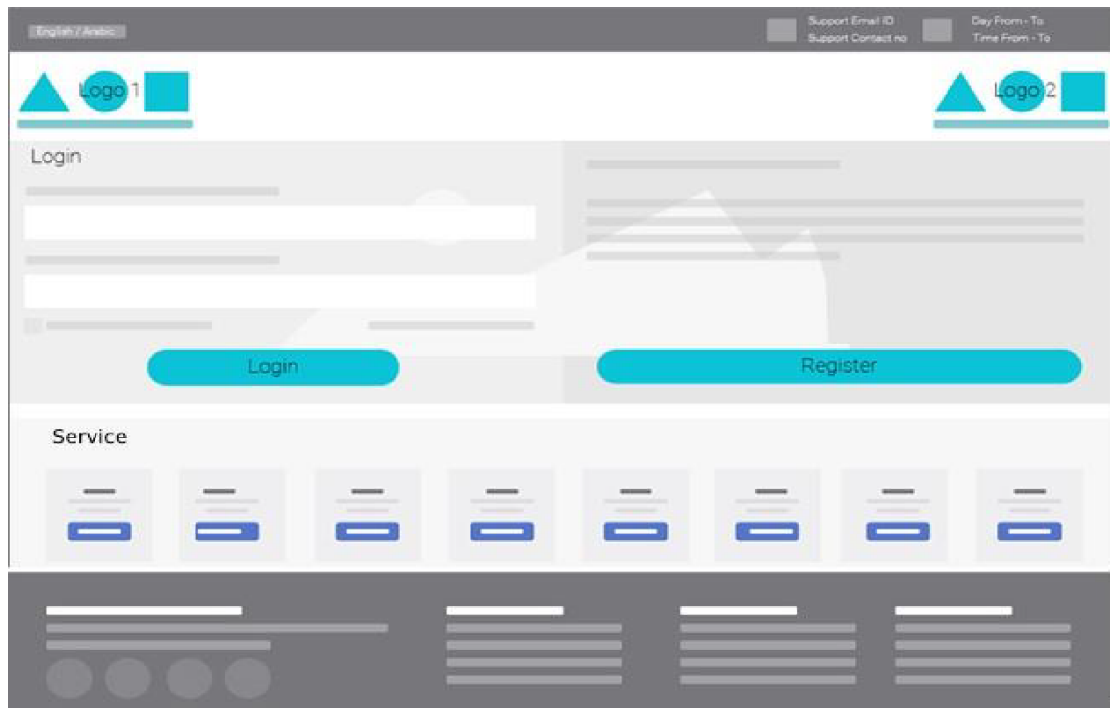 English / Arabic
Support Email ID
Support Contact no
Day From - To
Time From - To
Logo 1
Logo 2
Login
Login
Register
Service